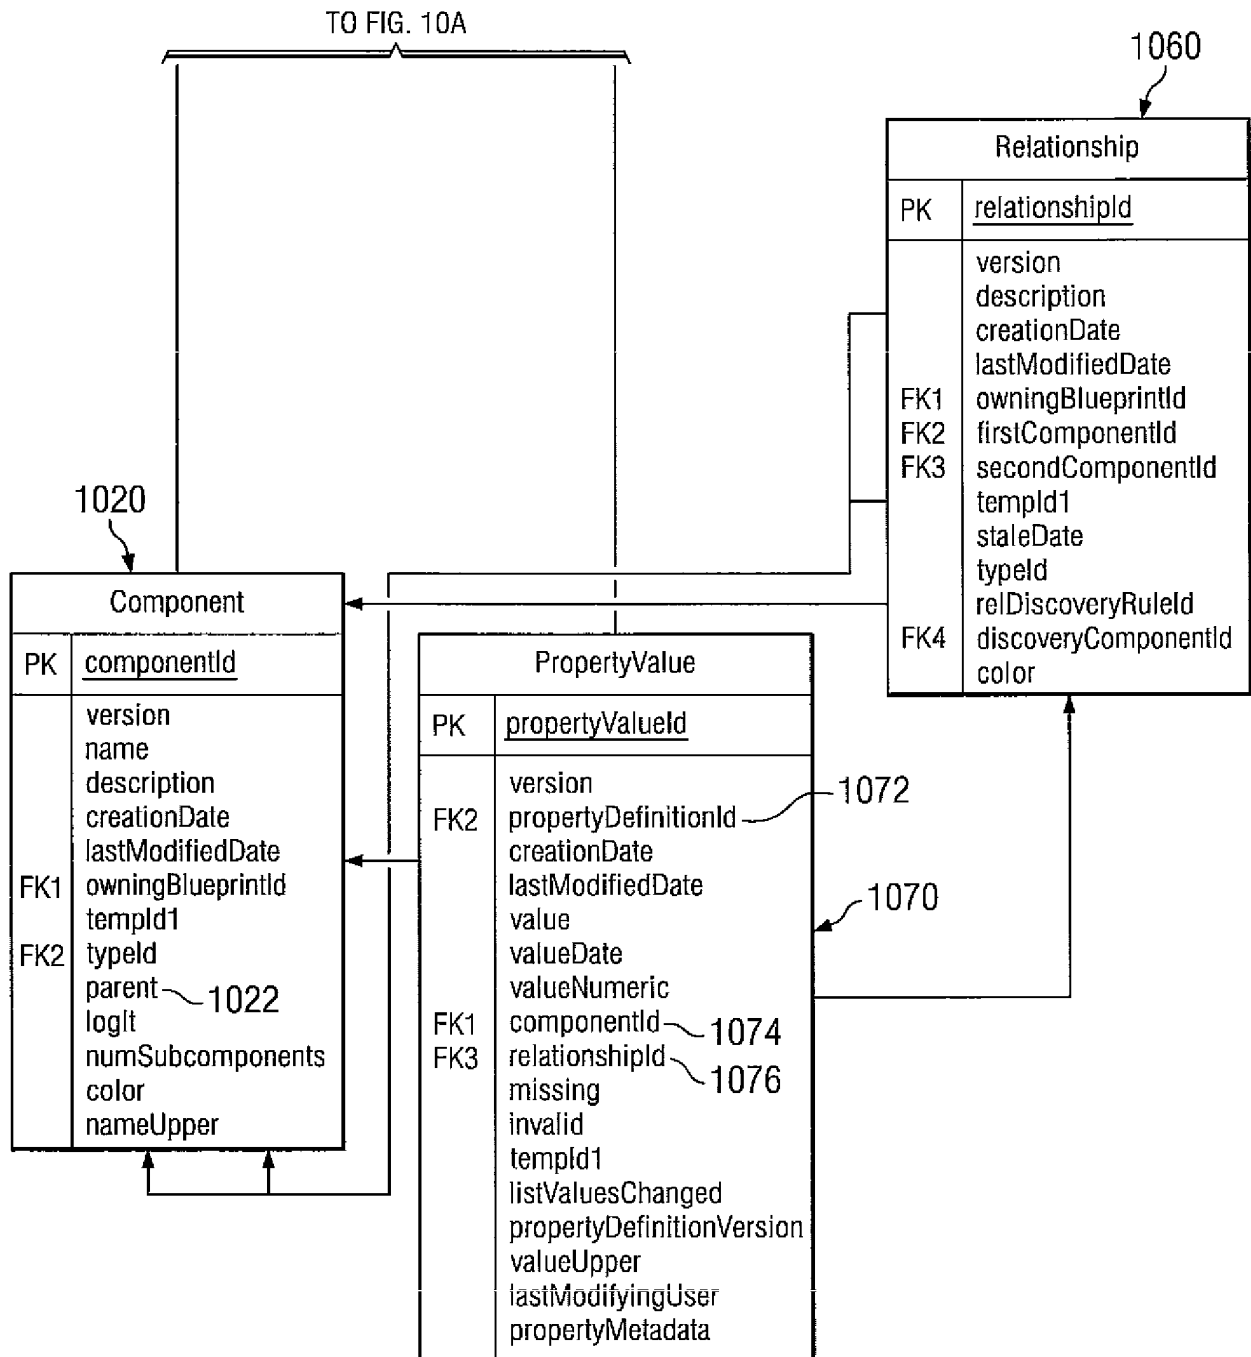 TO FIG. 10A
1060
Relationship
PK relationshipId
version
description
creationDate
lastModifiedDate
FK1 owningBlueprintId
FK2 firstComponentId
FK3 secondComponentId
tempId1
staleDate
typeId
relDiscoveryRuleId
FK4 discoveryComponentId
color
1020
Component
PK componentId
version
name
description
creationDate
lastModifiedDate
FK1 owningBlueprintId
tempId1
FK2 typeId
parent 1022
logIt
numSubcomponents
color
nameUpper
PropertyValue
PK propertyValueId
version
FK2 propertyDefinitionId 1072
creationDate
lastModifiedDate
value
1070
valueDate
valueNumeric
FK1 componentId 1074
FK3 relationshipId 1076
missing
invalid
tempId1
listValuesChanged
propertyDefinitionVersion
valueUpper
lastModifyingUser
propertyMetadata